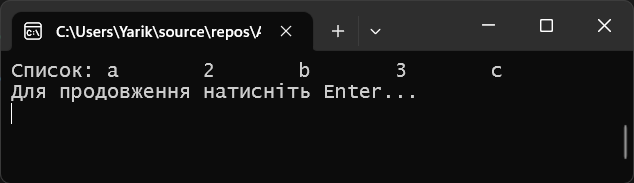 C:\Users\Yarik\source\repos\A
Список: a 2 b 3 c
Для продовження натисніть Enter...